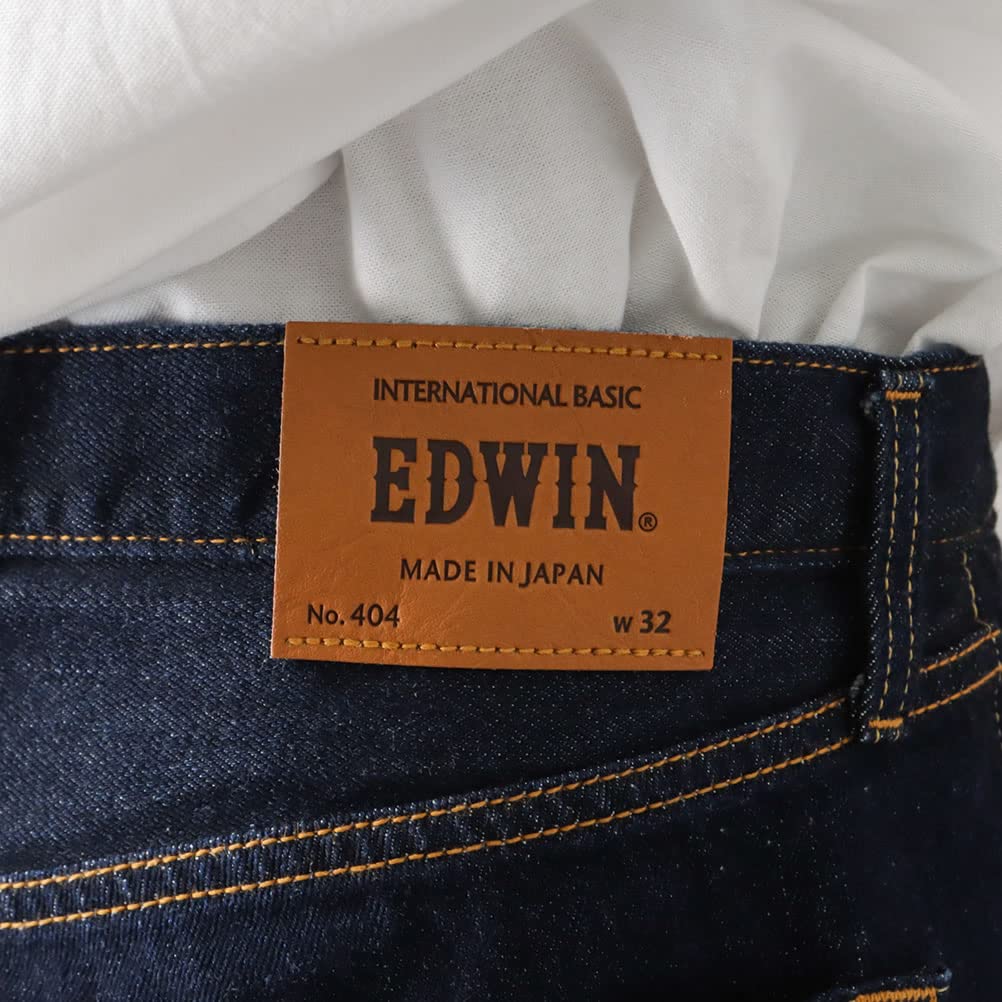 INTERNATIONAL BASIC
EDWIN®
MADE IN JAPAN
No. 404 W 32